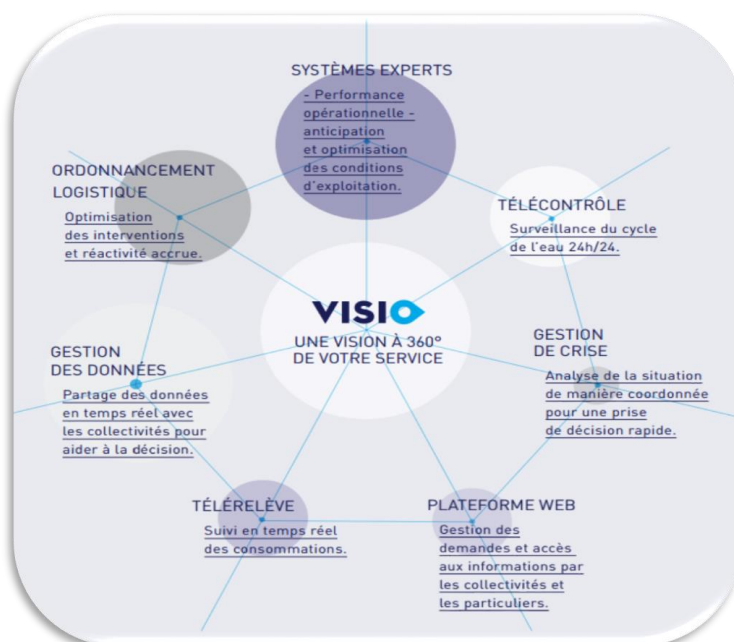 SYSTÈMES EXPERTS
- Performance
opérationnelle -
anticipation
et optimisation
des conditions
d'exploitation.
ORDONNANCEMENT
LOGISTIQUE
Optimisation
des interventions
et réactivité accrue.
TÉLÉCONTRÔLE
Surveillance du cycle
de l'eau 24h/24.
VISIO
UNE VISION À 360°
DE VOTRE SERVICE
GESTION
DES DONNÉES
Partage des données
en temps réel avec
les collectivités pour
aider à la décision.
GESTION
DE CRISE
Analyse de la situation
de manière coordonnée
pour une prise
de décision rapide.
TÉLÉRELÈVE
Suivi en temps réel
des consommations.
PLATEFORME WEB
Gestion des
demandes et accès
aux informations par
les collectivités et
les particuliers.